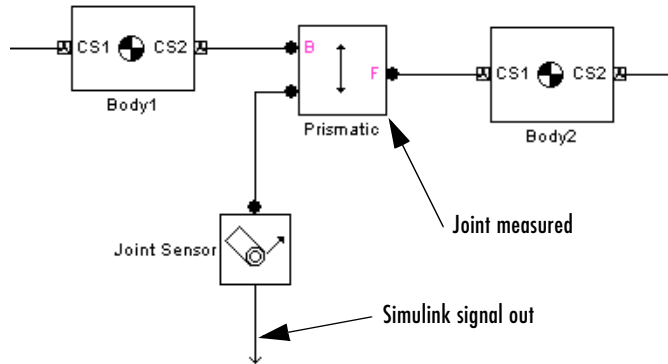 CS1 CS2
Body1
B
F
Prismatic
CS1 CS2
Body2
Joint measured
Joint Sensor
Simulink signal out